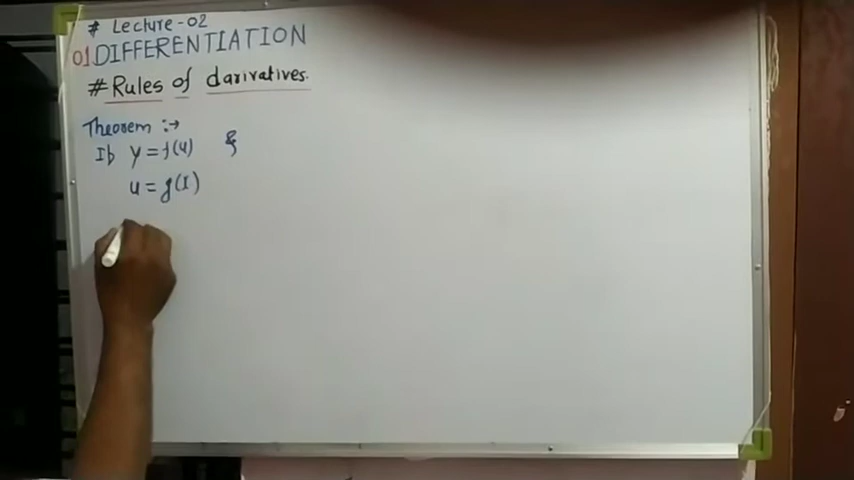 # Lecture-02
01 DIFFERENTIATION
# Rules of darivatives.
Theorem :→
If y = f(u) &
u = g(x)